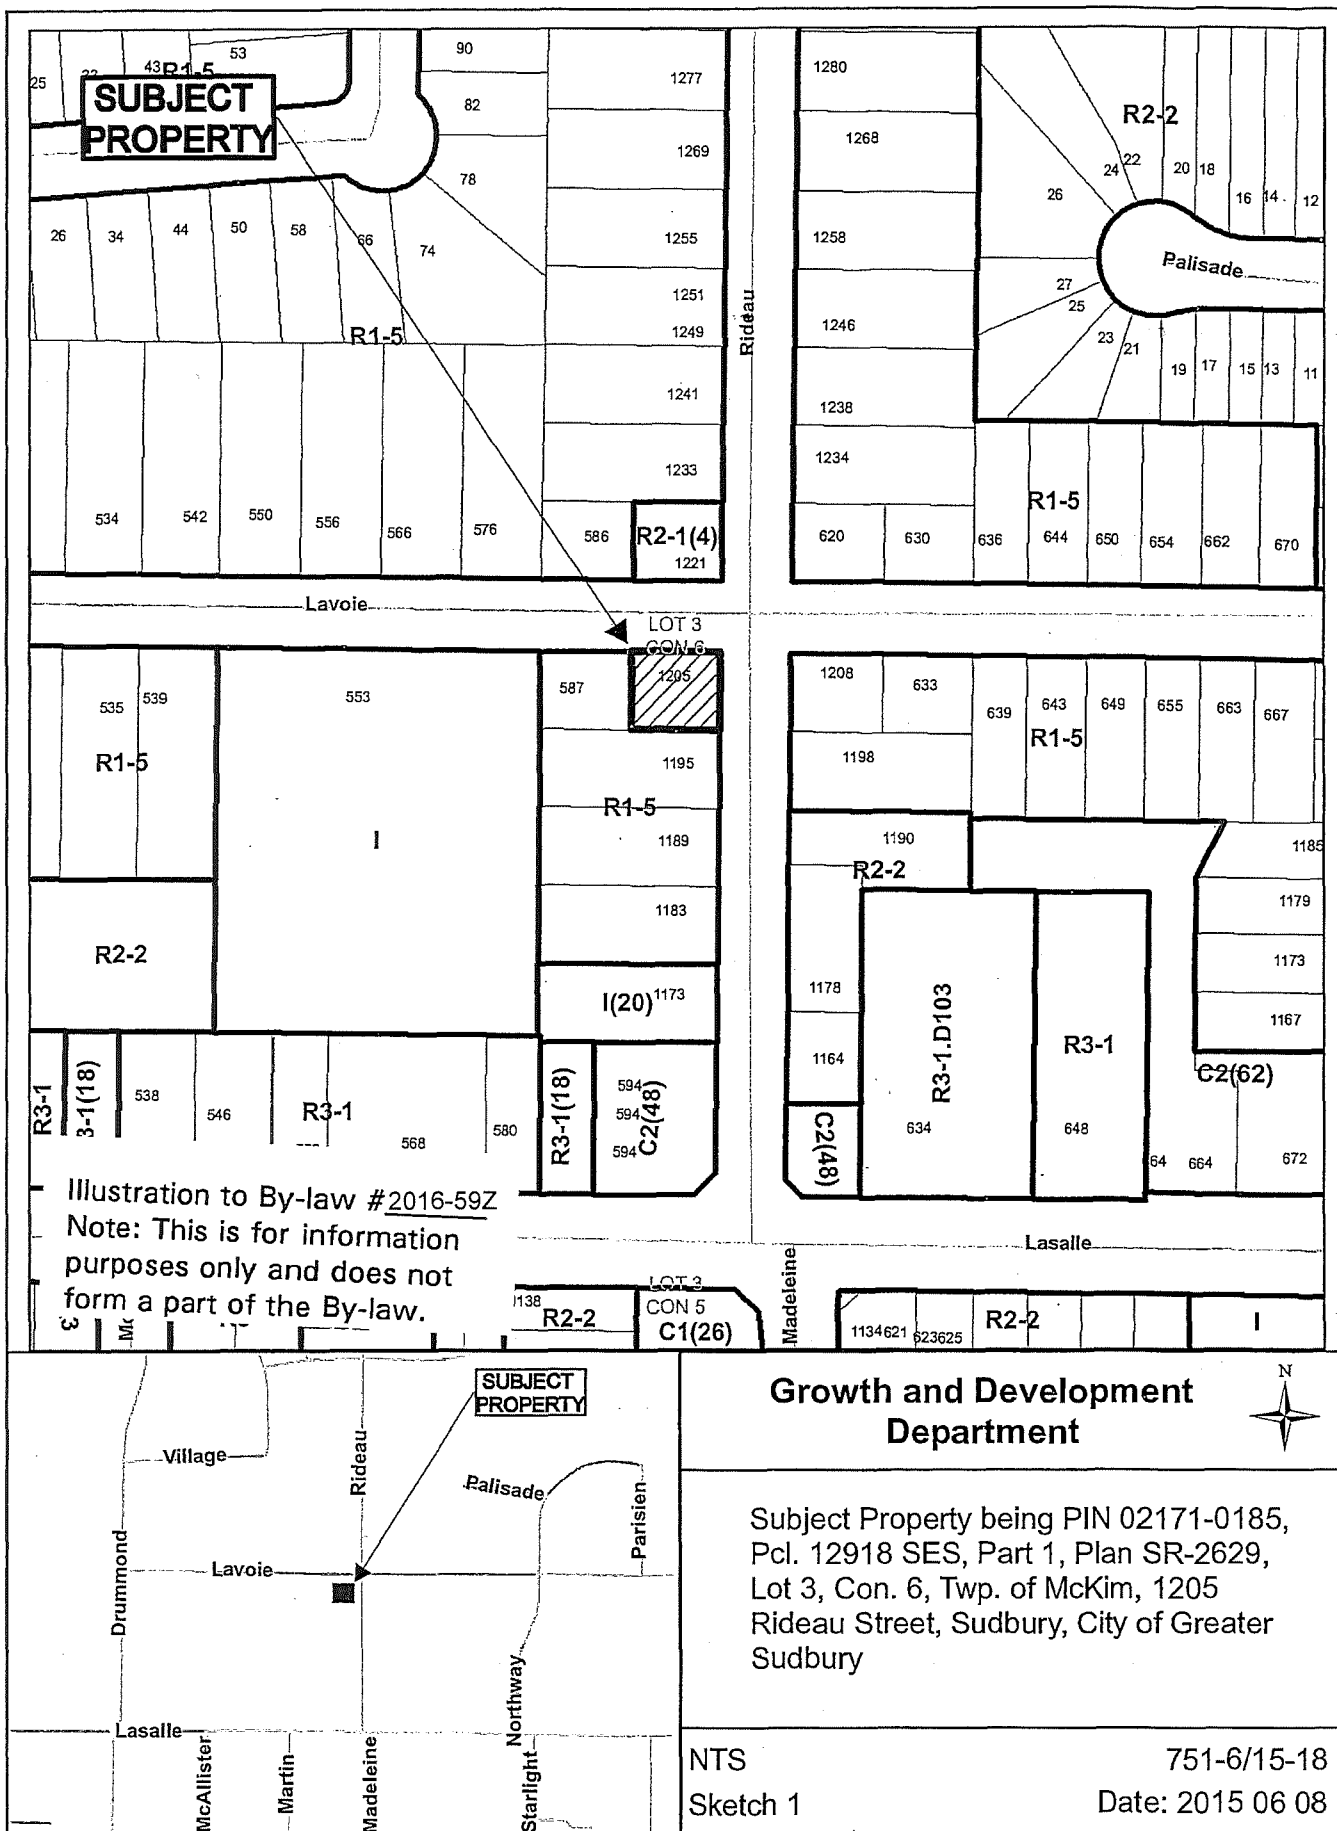 53
90
25
43
R1-5
1277
1280
SUBJECT
PROPERTY
82
R2-2
1269
1268
22
24
20
18
78
26
16
14
12
26
34
44
50
58
66
74
1255
1258
Palisade
27
25
1251
Rideau
1249
1246
R1-5
23
21
19
17
15
13
11
1241
1238
1233
1234
R1-5
534
542
550
556
566
576
586
R2-1(4)
1221
620
630
636
644
650
654
662
670
Lavoie
LOT 3
CON 6
1205
587
553
535
539
1208
633
639
643
649
655
663
667
R1-5
R1-5
1195
1198
R1-5
I
1189
1190
1185
R2-2
1179
1183
R2-2
1173
I(20)
1173
1178
R3-1.D103
1167
R3-1
1164
C2(62)
R3-1
3-1(18)
538
546
R3-1
568
580
R3-1(18)
594
594
594
C2(48)
C2(48)
634
648
64
664
672
Illustration to By-law #2016-59Z
Note: This is for information
purposes only and does not
form a part of the By-law.
Lasalle
Madeleine
LOT 3
CON 5
C1(26)
1138
R2-2
1134
621
623
625
R2-2
I
SUBJECT
PROPERTY
Village
Rideau
Palisade
Parisien
Drummond
Lavoie
Northway
Lasalle
McAllister
Martin
Madeleine
Starlight
Growth and Development
Department
N
Subject Property being PIN 02171-0185,
Pcl. 12918 SES, Part 1, Plan SR-2629,
Lot 3, Con. 6, Twp. of McKim, 1205
Rideau Street, Sudbury, City of Greater
Sudbury
NTS
751-6/15-18
Sketch 1
Date: 2015 06 08